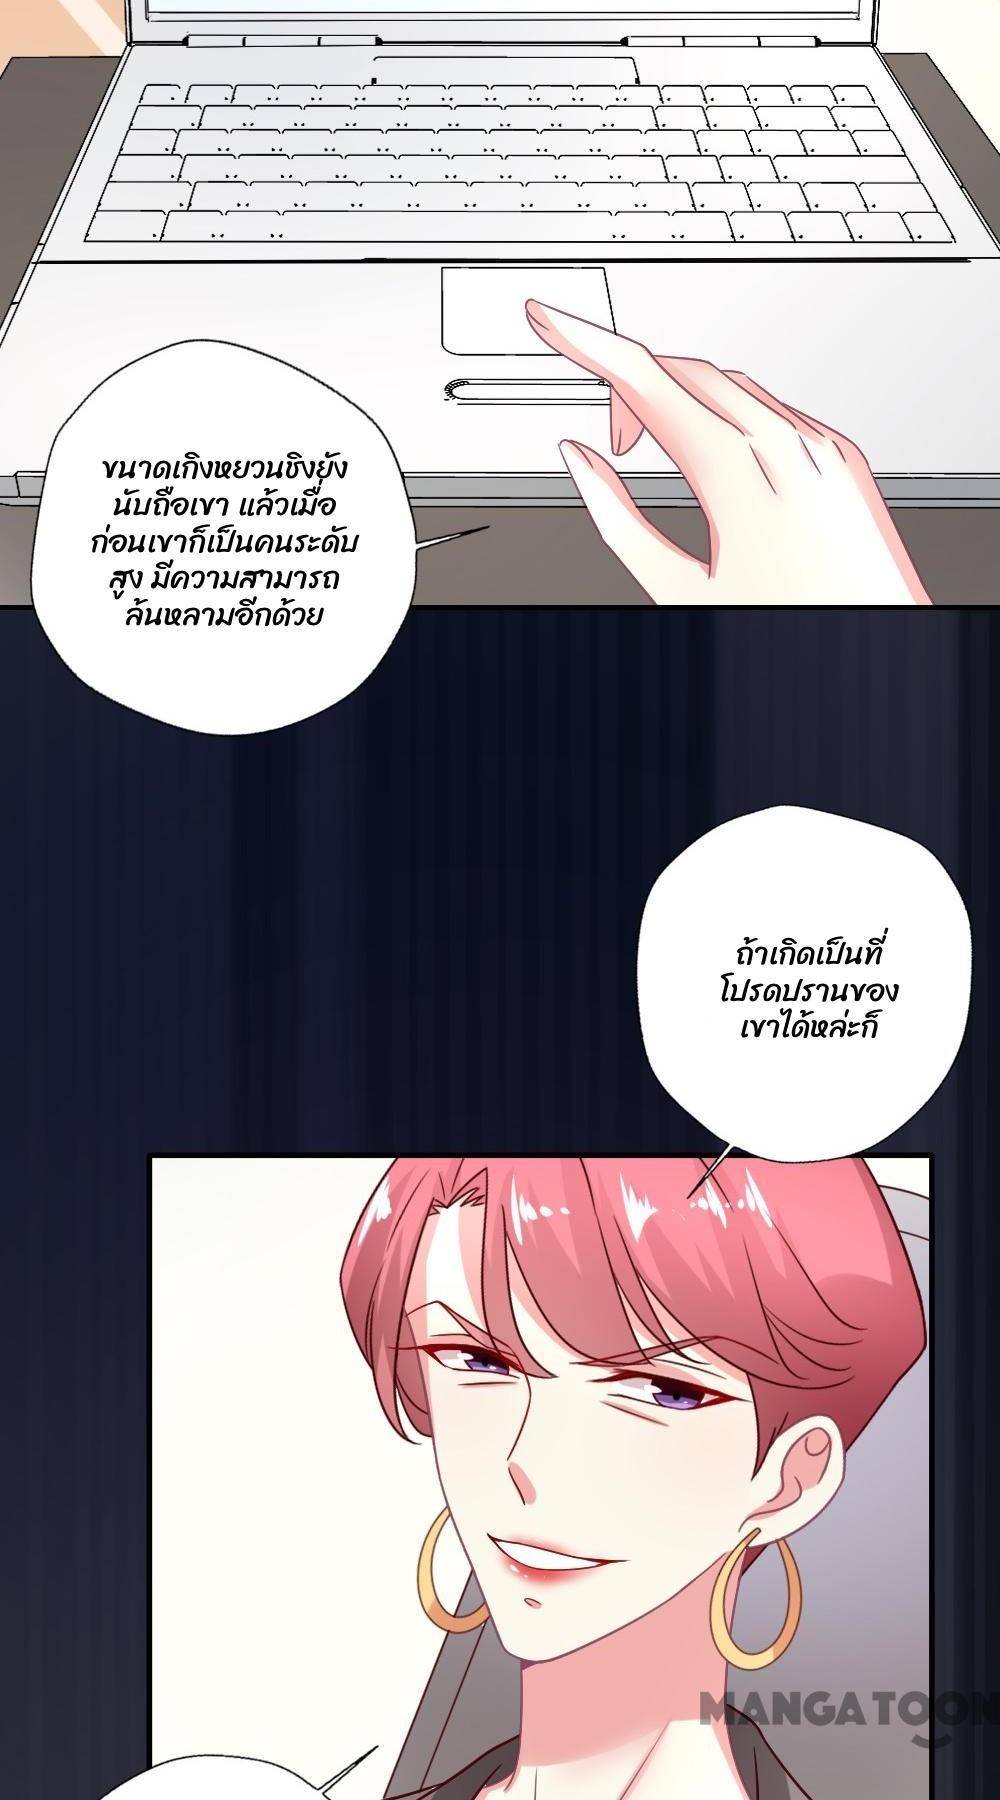 ขนาดเกิงหยวนชิงยัง
นับถือเขา แล้วเมื่อ
ก่อนเขาก็เป็นคนระดับ
สูง มีความสามารถ
ล้นหลามอีกด้วย
ถ้าเกิดเป็นที่
โปรดปรานของ
เขาได้หล่ะก็
MANGATOON